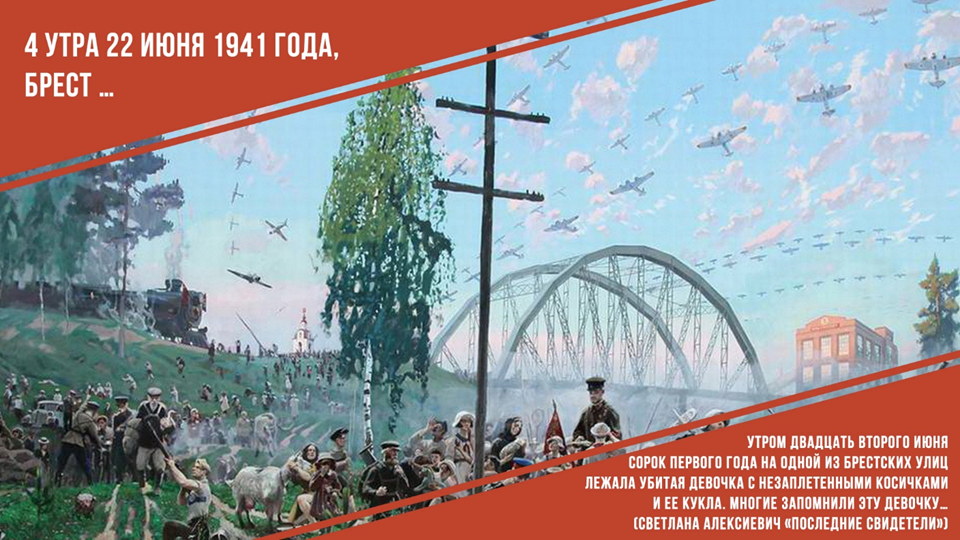 4 УТРА 22 ИЮНЯ 1941 ГОДА,
БРЕСТ ...
УТРОМ ДВАДЦАТЬ ВТОРОГО ИЮНЯ
СОРОК ПЕРВОГО ГОДА НА ОДНОЙ ИЗ БРЕСТСКИХ УЛИЦ
ЛЕЖАЛА УБИТАЯ ДЕВОЧКА С НЕЗАПЛЕТЕННЫМИ КОСИЧКАМИ
И ЕЕ КУКЛА. МНОГИЕ ЗАПОМНИЛИ ЭТУ ДЕВОЧКУ...
(СВЕТЛАНА АЛЕКСИЕВИЧ «ПОСЛЕДНИЕ СВИДЕТЕЛИ»)